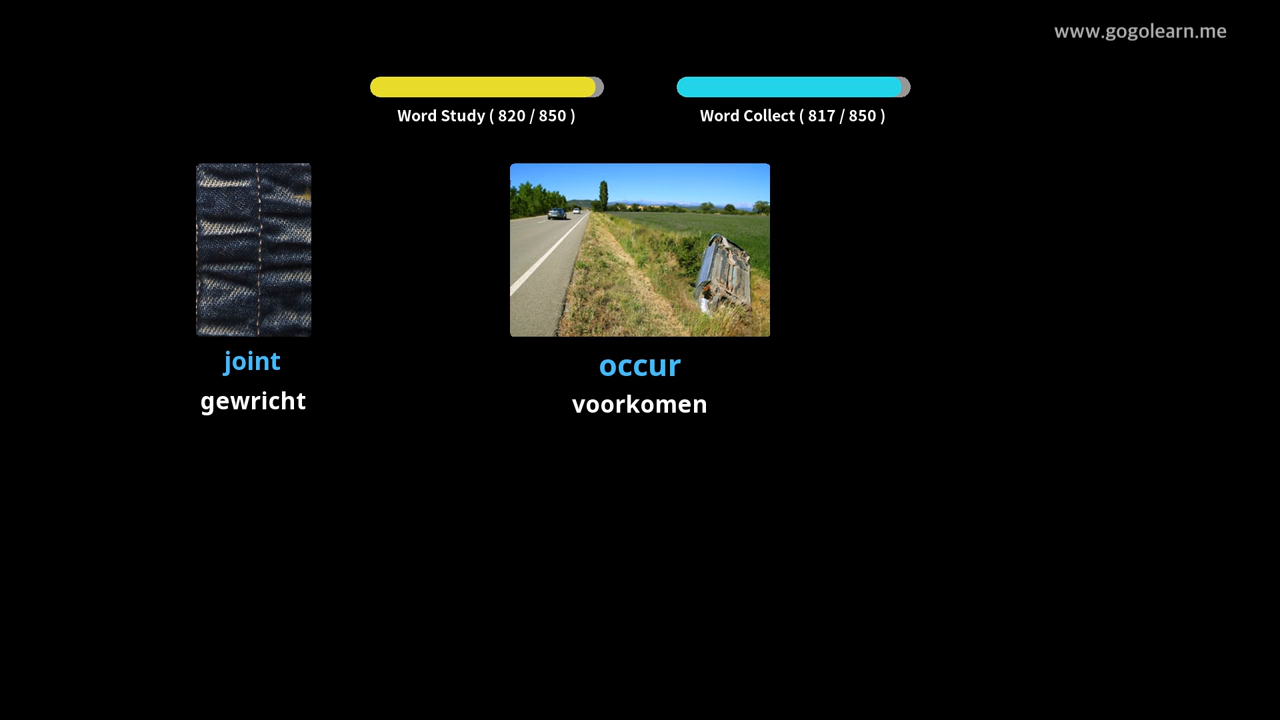 www.gogolearn.me
Word Study ( 820 / 850 )
Word Collect ( 817 / 850 )
joint
gewricht
occur
voorkomen